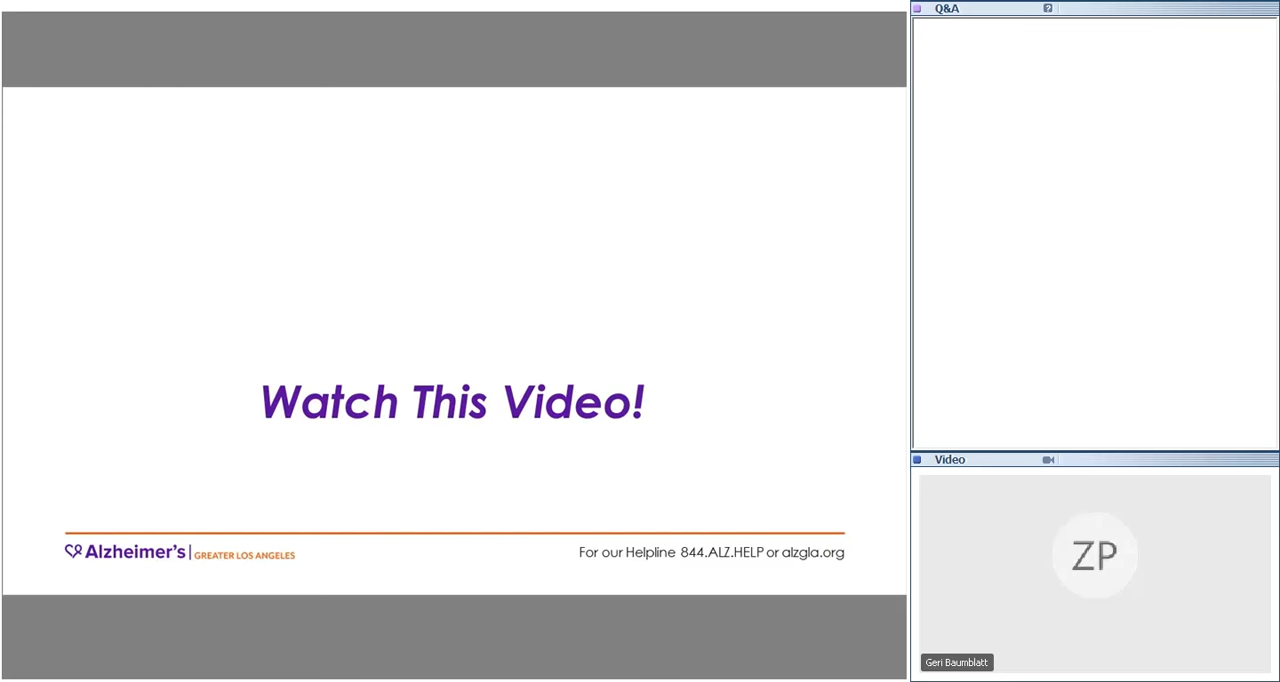 Q&A
Watch This Video!
Alzheimer's | GREATER LOS ANGELES
For our Helpline 844.ALZ.HELP or alzgla.org
Video
ZP
Geri Baumblatt